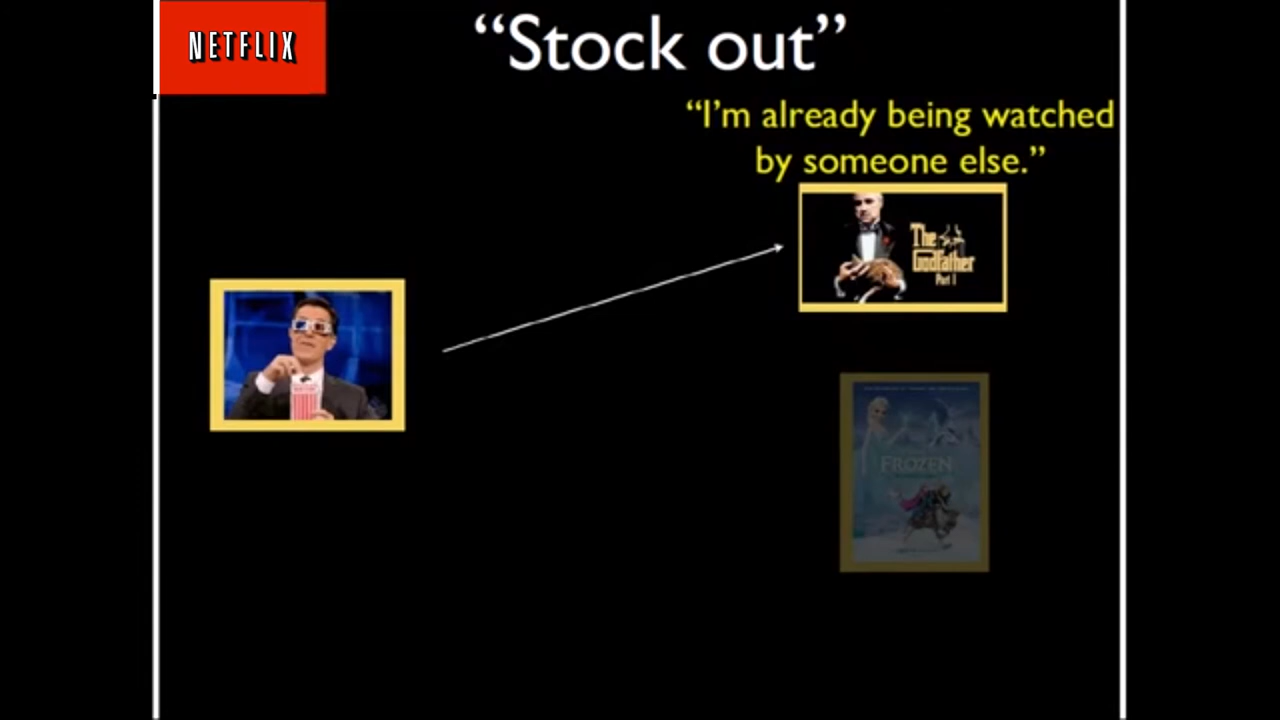 NETFLIX
“Stock out”
“I’m already being watched
by someone else.”
The
Godfather
Part I
FROZEN